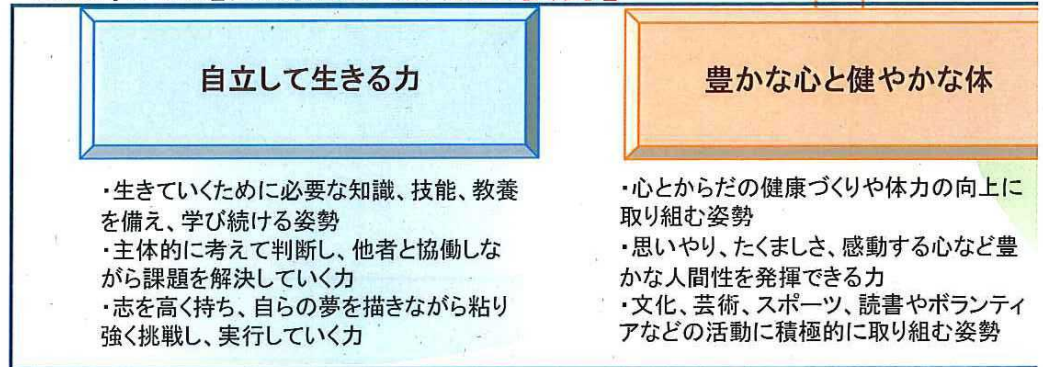 自立して生きる力
・生きていくために必要な知識、技能、教養
を備え、学び続ける姿勢
・主体的に考えて判断し、他者と協働しな
がら課題を解決していく力
・志を高く持ち、自らの夢を描きながら粘り
強く挑戦し、実行していく力
豊かな心と健やかな体
・心とからだの健康づくりや体力の向上に
取り組む姿勢
・思いやり、たくましさ、感動する心など豊
かな人間性を発揮できる力
・文化、芸術、スポーツ、読書やボランティ
アなどの活動に積極的に取り組む姿勢